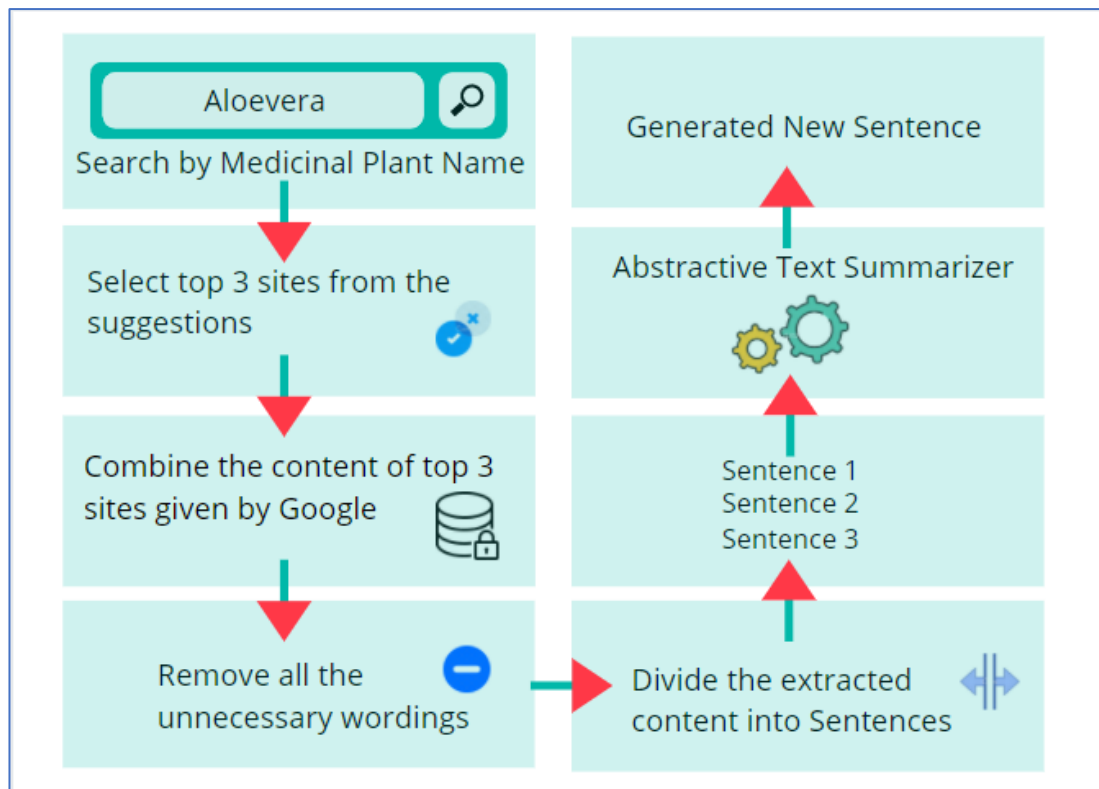 Aloevera
Search by Medicinal Plant Name
Select top 3 sites from the
suggestions
Combine the content of top 3
sites given by Google
Remove all the
unnecessary wordings
Divide the extracted
content into Sentences
Sentence 1
Sentence 2
Sentence 3
Abstractive Text Summarizer
Generated New Sentence